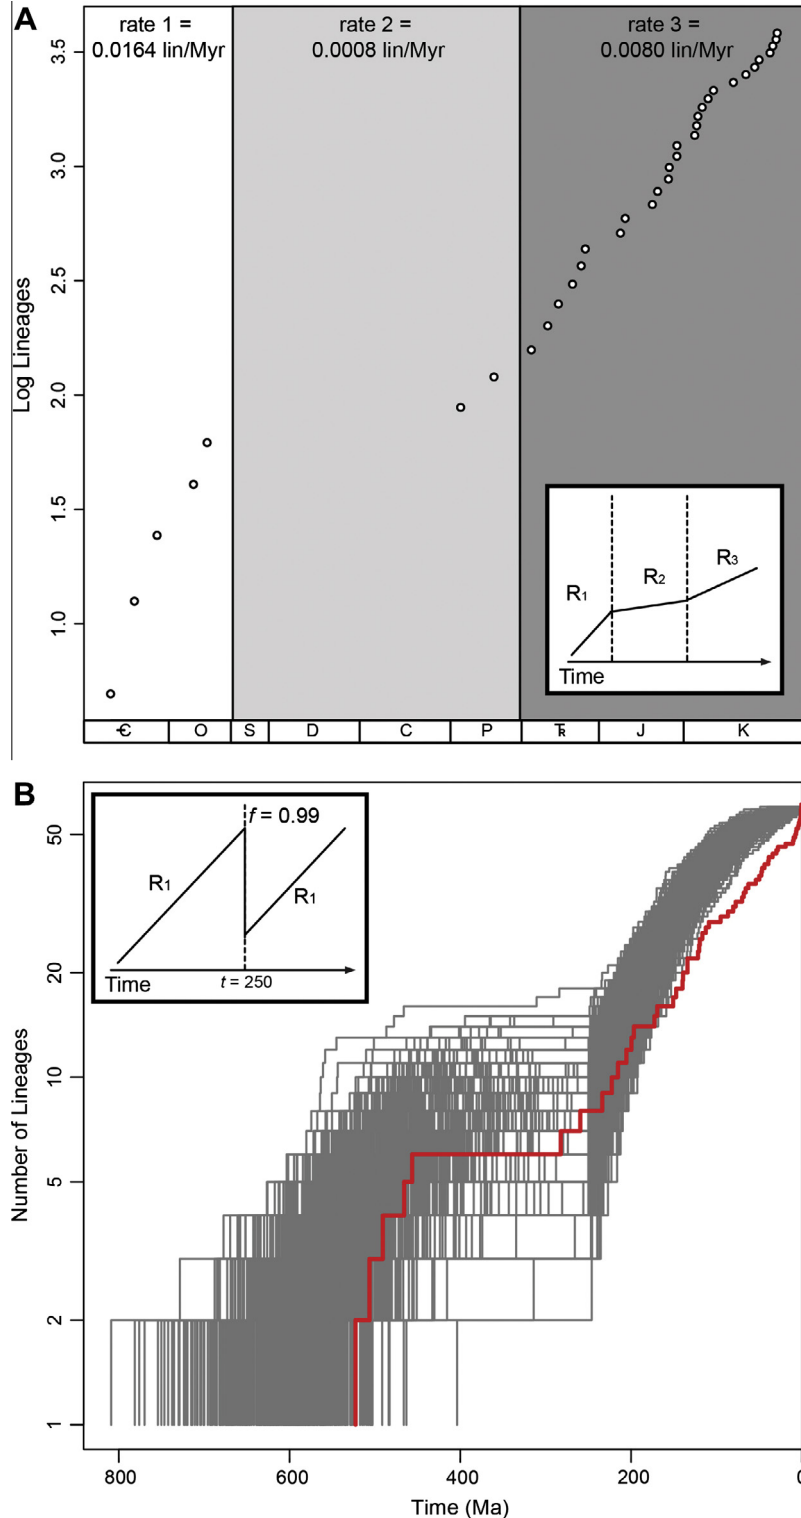 A
rate 1 =
0.0164 lin/Myr
rate 2 =
0.0008 lin/Myr
rate 3 =
0.0080 lin/Myr
3.5
3.0
2.5
2.0
1.5
1.0
Log Lineages
R1
R2
R3
Time
Ꞓ O S D C P TR J K
B
f = 0.99
R1
R1
Time
t = 250
50
20
10
5
2
1
Number of Lineages
800 600 400 200 0
Time (Ma)